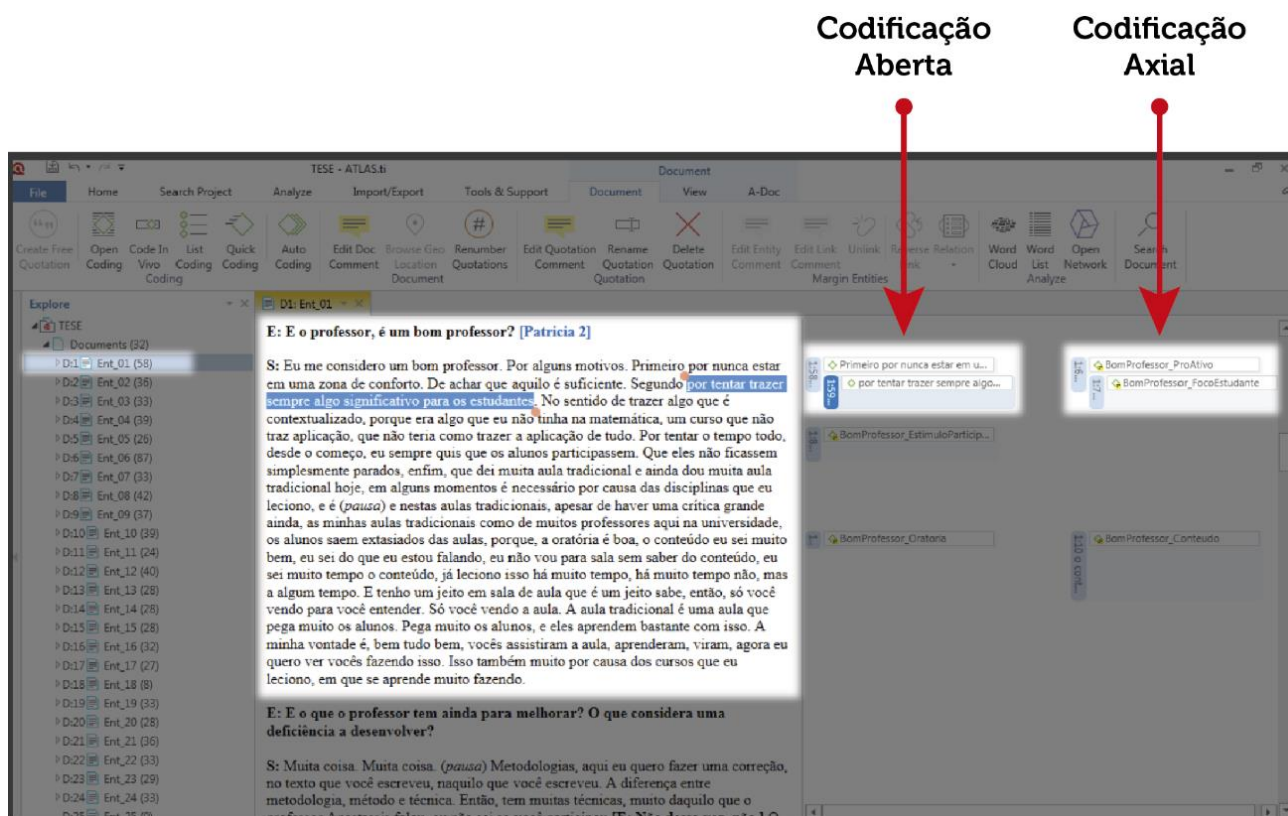 Codificação
Aberta
Codificação
Axial
TESE - ATLAS.ti
Document
File Home Search Project Analyze Import/Export Tools & Support Document View A-Doc
Create Free Quotation
Open Coding
Code In Vivo
List Coding
Quick Coding
Coding
Auto Coding
Edit Doc Comment
Browse Geo Location
Renumber Quotations
Document
Edit Quotation Comment
Rename Quotation
Delete Quotation
Quotation
Edit Entity Comment
Edit Link Comment
Unlink
Reverse Link
Relation
Margin Entities
Word Cloud
Word List
Open Network
Search Document
Analyze
Explore
TESE
Documents (32)
D:1 Ent_01 (58)
D:2 Ent_02 (36)
D:3 Ent_03 (33)
D:4 Ent_04 (39)
D:5 Ent_05 (26)
D:6 Ent_06 (87)
D:7 Ent_07 (33)
D:8 Ent_08 (42)
D:9 Ent_09 (37)
D:10 Ent_10 (39)
D:11 Ent_11 (24)
D:12 Ent_12 (40)
D:13 Ent_13 (28)
D:14 Ent_14 (28)
D:15 Ent_15 (28)
D:16 Ent_16 (32)
D:17 Ent_17 (27)
D:18 Ent_18 (8)
D:19 Ent_19 (33)
D:20 Ent_20 (28)
D:21 Ent_21 (36)
D:22 Ent_22 (33)
D:23 Ent_23 (29)
D:24 Ent_24 (33)
D1: Ent_01
E: E o professor, é um bom professor? [Patricia 2]
S: Eu me considero um bom professor. Por alguns motivos. Primeiro por nunca estar
em uma zona de conforto. De achar que aquilo é suficiente. Segundo por tentar trazer
sempre algo significativo para os estudantes. No sentido de trazer algo que é
contextualizado, porque era algo que eu não tinha na matemática, um curso que não
traz aplicação, que não teria como trazer a aplicação de tudo. Por tentar o tempo todo,
desde o começo, eu sempre quis que os alunos participassem. Que eles não ficassem
simplesmente parados, enfim, que dei muita aula tradicional e ainda dou muita aula
tradicional hoje, em alguns momentos é necessário por causa das disciplinas que eu
leciono, e é (pausa) e nestas aulas tradicionais, apesar de haver uma crítica grande
ainda, as minhas aulas tradicionais como de muitos professores aqui na universidade,
os alunos saem extasiados das aulas, porque, a oratória é boa, o conteúdo eu sei muito
bem, eu sei do que eu estou falando, eu não vou para sala sem saber do conteúdo, eu
sei muito tempo o conteúdo, já leciono isso há muito tempo, há muito tempo não, mas
a algum tempo. E tenho um jeito em sala de aula que é um jeito sabe, então, só você
vendo para você entender. Só você vendo a aula. A aula tradicional é uma aula que
pega muito os alunos. Pega muito os alunos, e eles aprendem bastante com isso. A
minha vontade é, bem tudo bem, vocês assistiram a aula, aprenderam, viram, agora eu
quero ver vocês fazendo isso. Isso também muito por causa dos cursos que eu
leciono, em que se aprende muito fazendo.
E: E o que o professor tem ainda para melhorar? O que considera uma
deficiência a desenvolver?
S: Muita coisa. Muita coisa. (pausa) Metodologias, aqui eu quero fazer uma correção,
no texto que você escreveu, naquilo que você escreveu. A diferença entre
metodologia, método e técnica. Então, tem muitas técnicas, muito daquilo que o
1:58...
Primeiro por nunca estar em u...
1:59...
por tentar trazer sempre algo...
BomProfessor_EstimuloParticip...
BomProfessor_Oratoria
1:6...
BomProfessor_ProAtivo
1:7...
BomProfessor_FocoEstudante
1:10 o cont...
BomProfessor_Conteudo